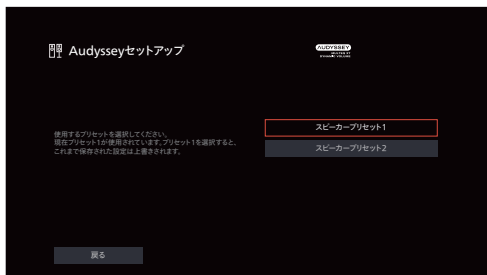 Audysseyセットアップ
AUDYSSEY
MULTEQ XT
DYNAMIC VOLUME
使用するプリセットを選択してください。
現在プリセット1が使用されています。プリセット1を選択すると、
これまで保存された設定は上書きされます。
スピーカープリセット1
スピーカープリセット2
戻る